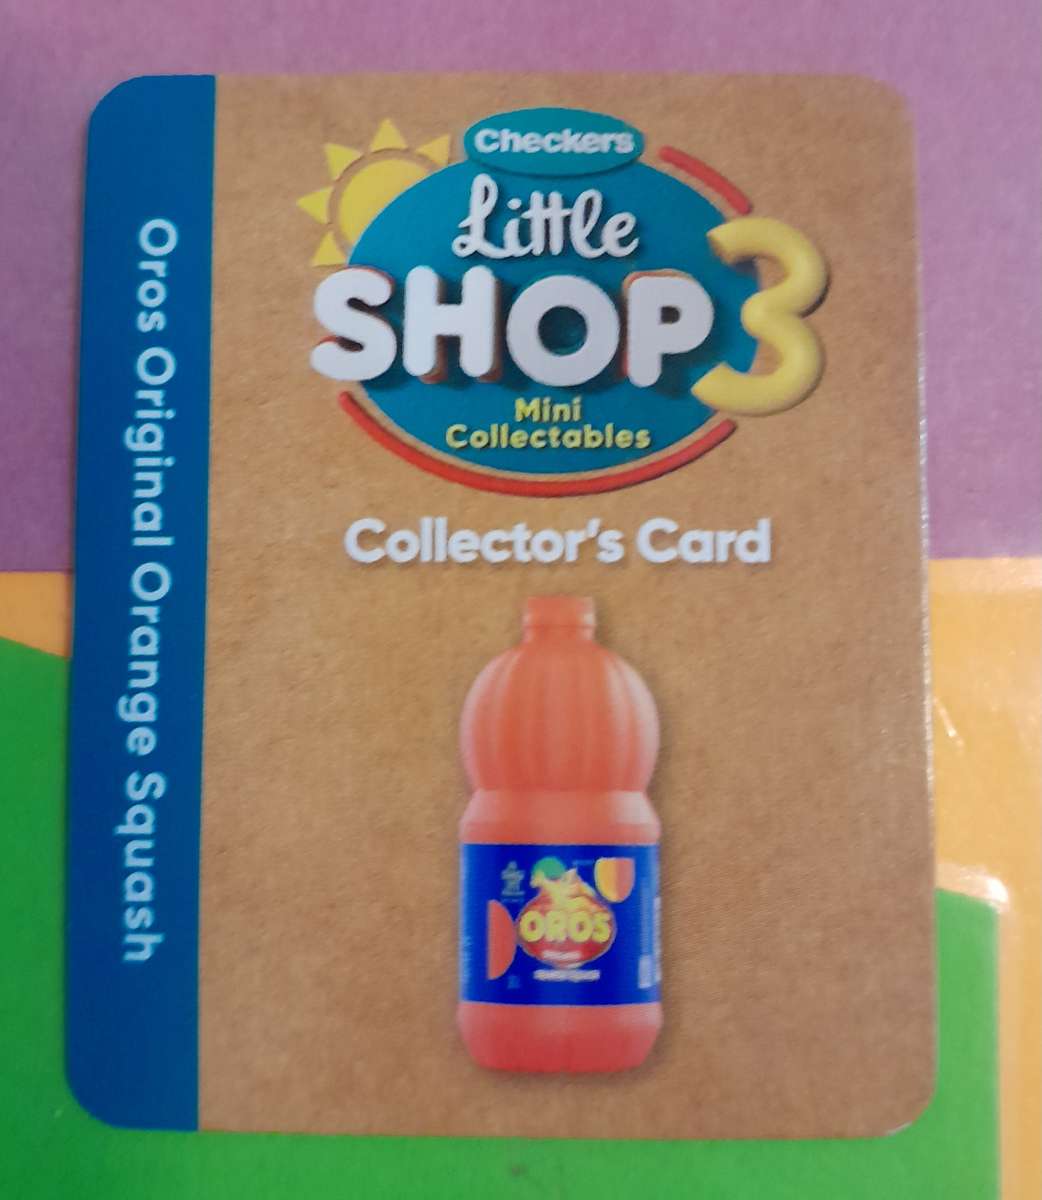 Checkers
Little
SHOP 3
Mini
Collectables
Collector's Card
Oros Original Orange Squash
OROS